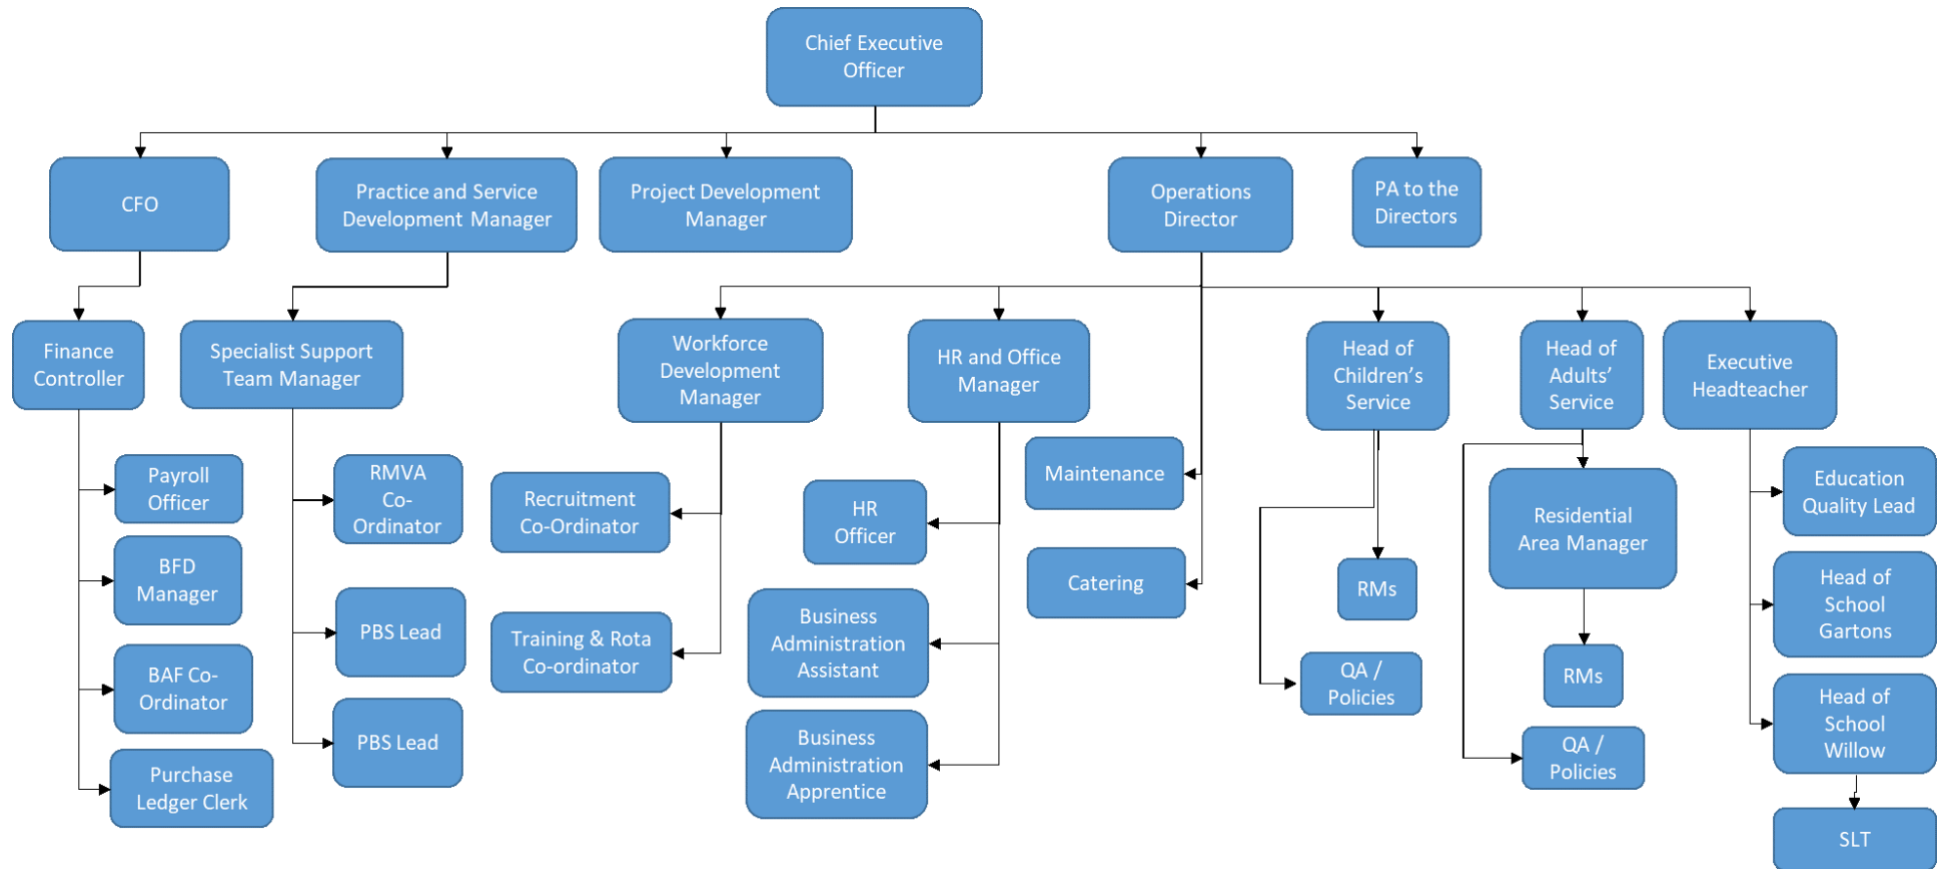 Chief Executive
Officer
CFO
Practice and Service
Development Manager
Project Development
Manager
Operations
Director
PA to the
Directors
Finance
Controller
Specialist Support
Team Manager
Workforce
Development
Manager
HR and Office
Manager
Head of
Children’s
Service
Head of
Adults’
Service
Executive
Headteacher
Payroll
Officer
BFD
Manager
BAF Co-
Ordinator
Purchase
Ledger Clerk
RMVA
Co-
Ordinator
PBS Lead
PBS Lead
Recruitment
Co-Ordinator
Training & Rota
Co-ordinator
HR
Officer
Business
Administration
Assistant
Business
Administration
Apprentice
Maintenance
Catering
RMs
QA /
Policies
Residential
Area Manager
RMs
QA /
Policies
Education
Quality Lead
Head of
School
Gartons
Head of
School
Willow
SLT